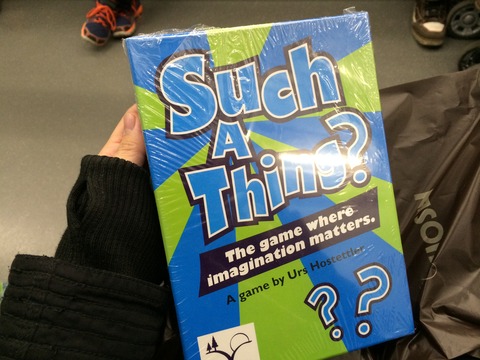 Such
A
Thing?
The game where
imagination matters.
A game by Urs Hostettler
??